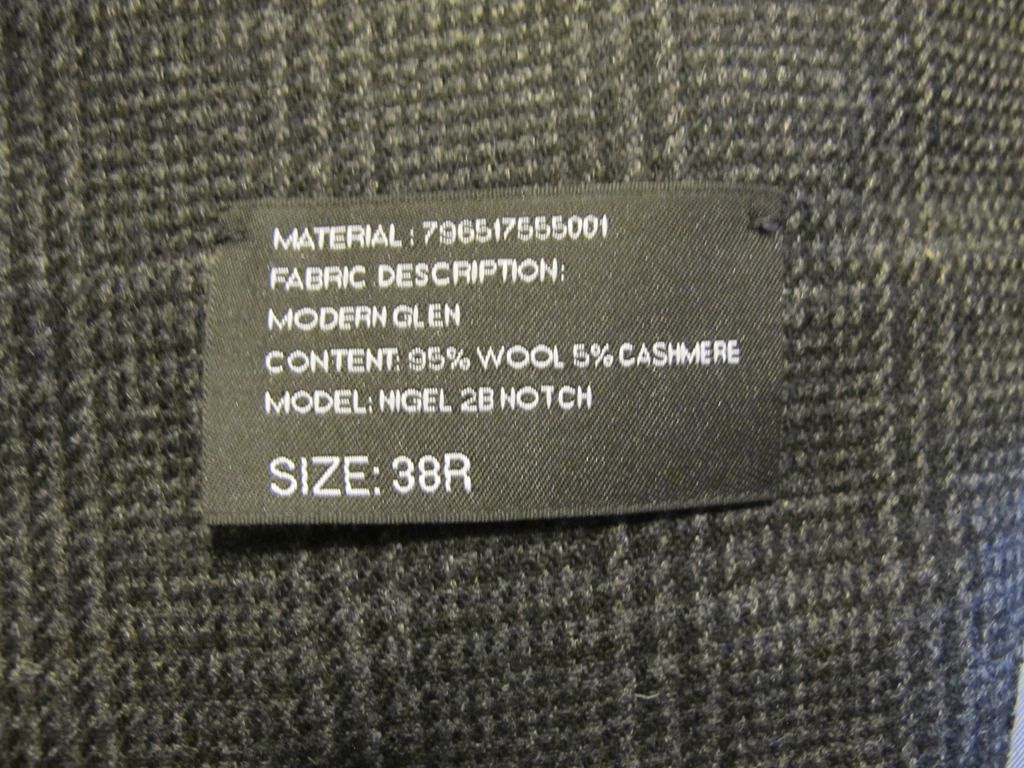 MATERIAL : 796517555001
FABRIC DESCRIPTION:
MODERN GLEN
CONTENT: 95% WOOL 5% CASHMERE
MODEL: NIGEL 2B NOTCH
SIZE: 38R